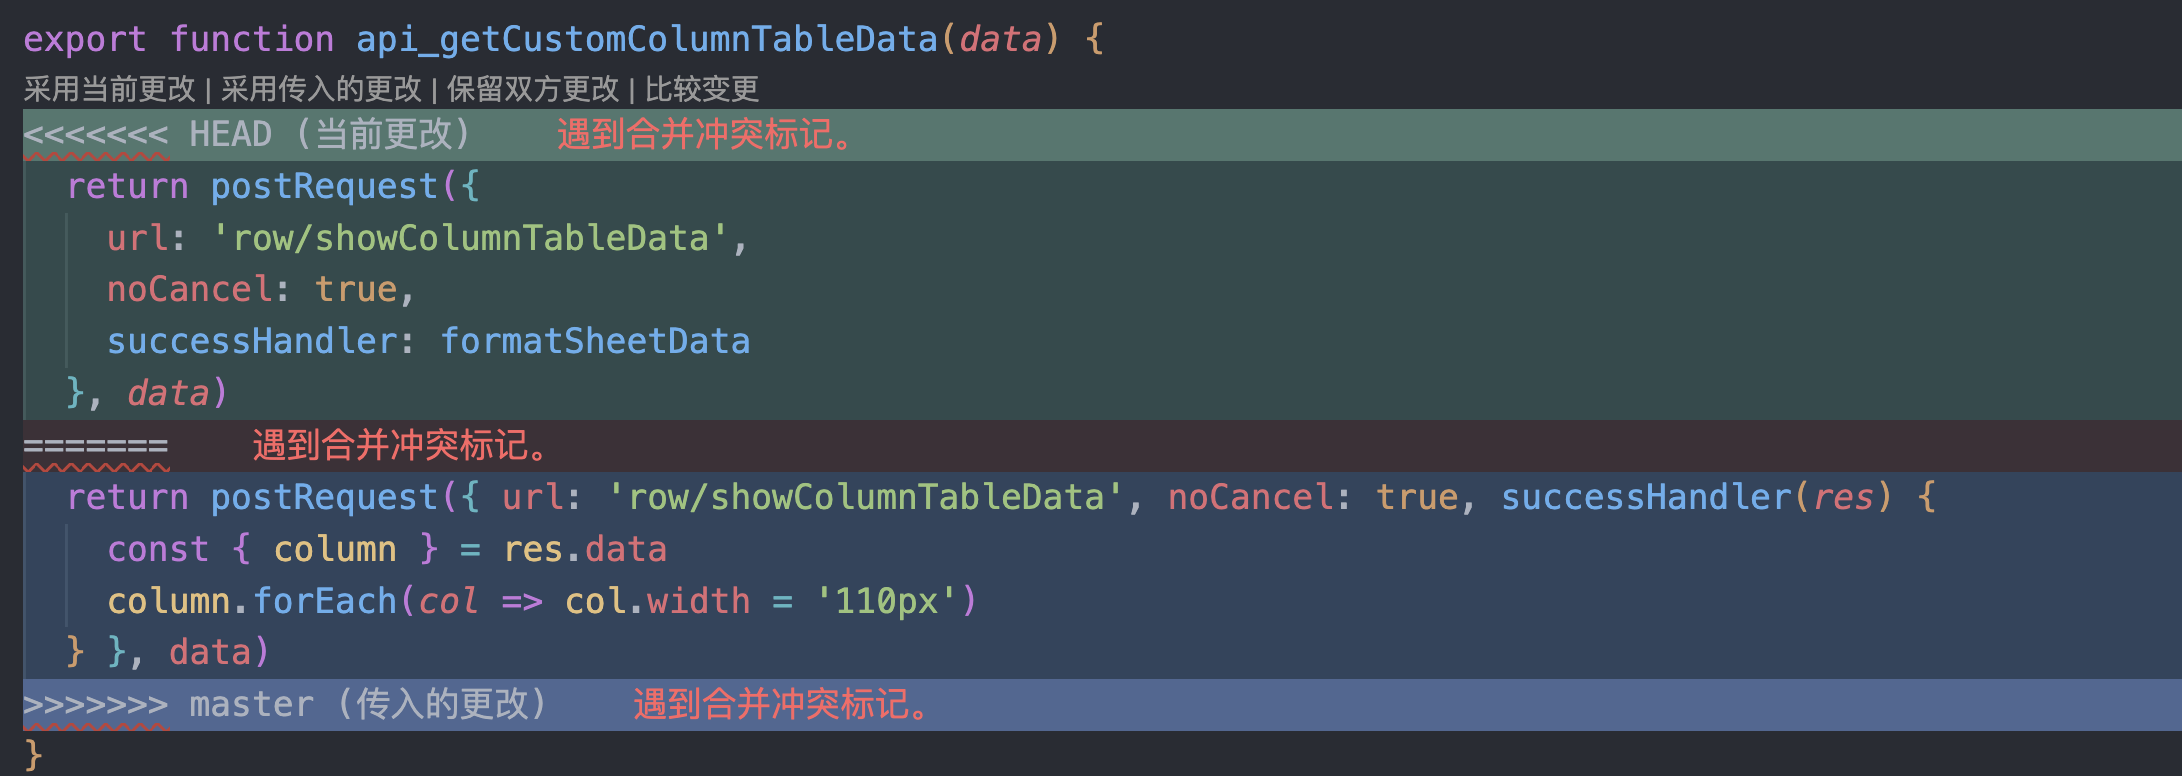 export function api_getCustomColumnTableData(data) {
采用当前更改 | 采用传入的更改 | 保留双方更改 | 比较变更
<<<<<<< HEAD (当前更改)    遇到合并冲突标记。
  return postRequest({
    url: 'row/showColumnTableData',
    noCancel: true,
    successHandler: formatSheetData
  }, data)
=======    遇到合并冲突标记。
  return postRequest({ url: 'row/showColumnTableData', noCancel: true, successHandler(res) {
    const { column } = res.data
    column.forEach(col => col.width = '110px')
  } }, data)
>>>>>>> master (传入的更改)    遇到合并冲突标记。
}